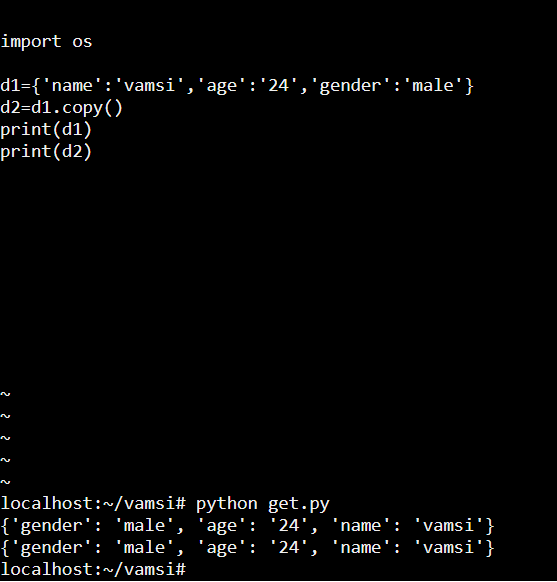 import os
d1={'name':'vamsi','age':'24','gender':'male'}
d2=d1.copy()
print(d1)
print(d2)
~
~
~
~
~
localhost:~/vamsi# python get.py
{'gender': 'male', 'age': '24', 'name': 'vamsi'}
{'gender': 'male', 'age': '24', 'name': 'vamsi'}
localhost:~/vamsi#